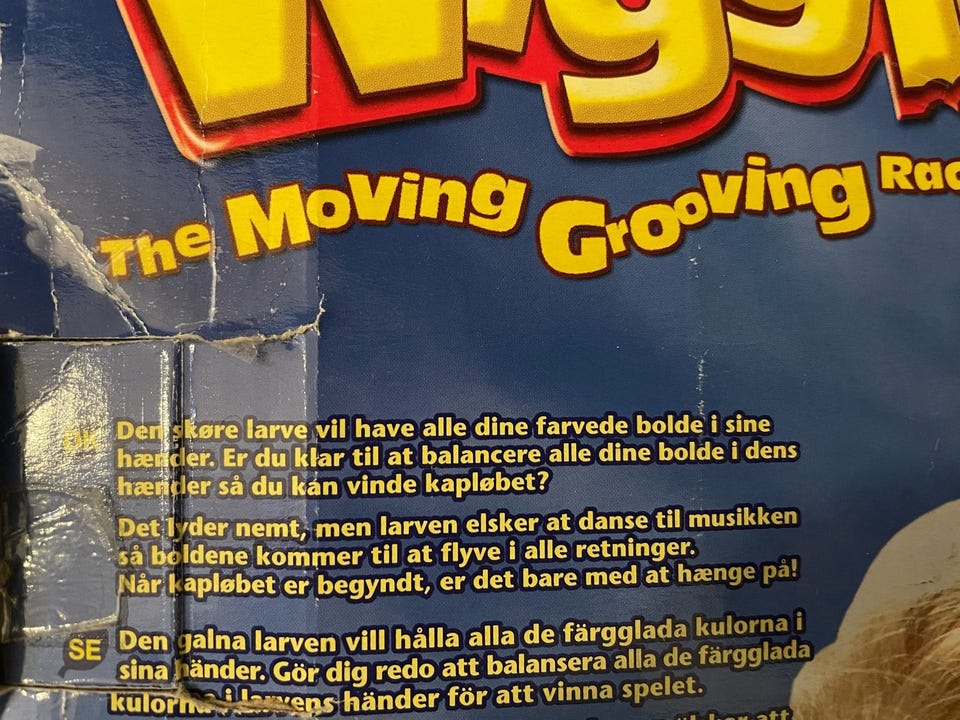 The Moving Grooving
DK Den skøre larve vil have alle dine farvede bolde i sine
hænder. Er du klar til at balancere alle dine bolde i dens
hænder så du kan vinde kapløbet?
Det lyder nemt, men larven elsker at danse til musikken
så boldene kommer til at flyve i alle retninger.
Når kapløbet er begyndt, er det bare med at hænge på!
SE Den galna larven vill hålla alla de färgglada kulorna i
sina händer. Gör dig redo att balansera alla de färgglada
kulorna i larvens händer för att vinna spelet.